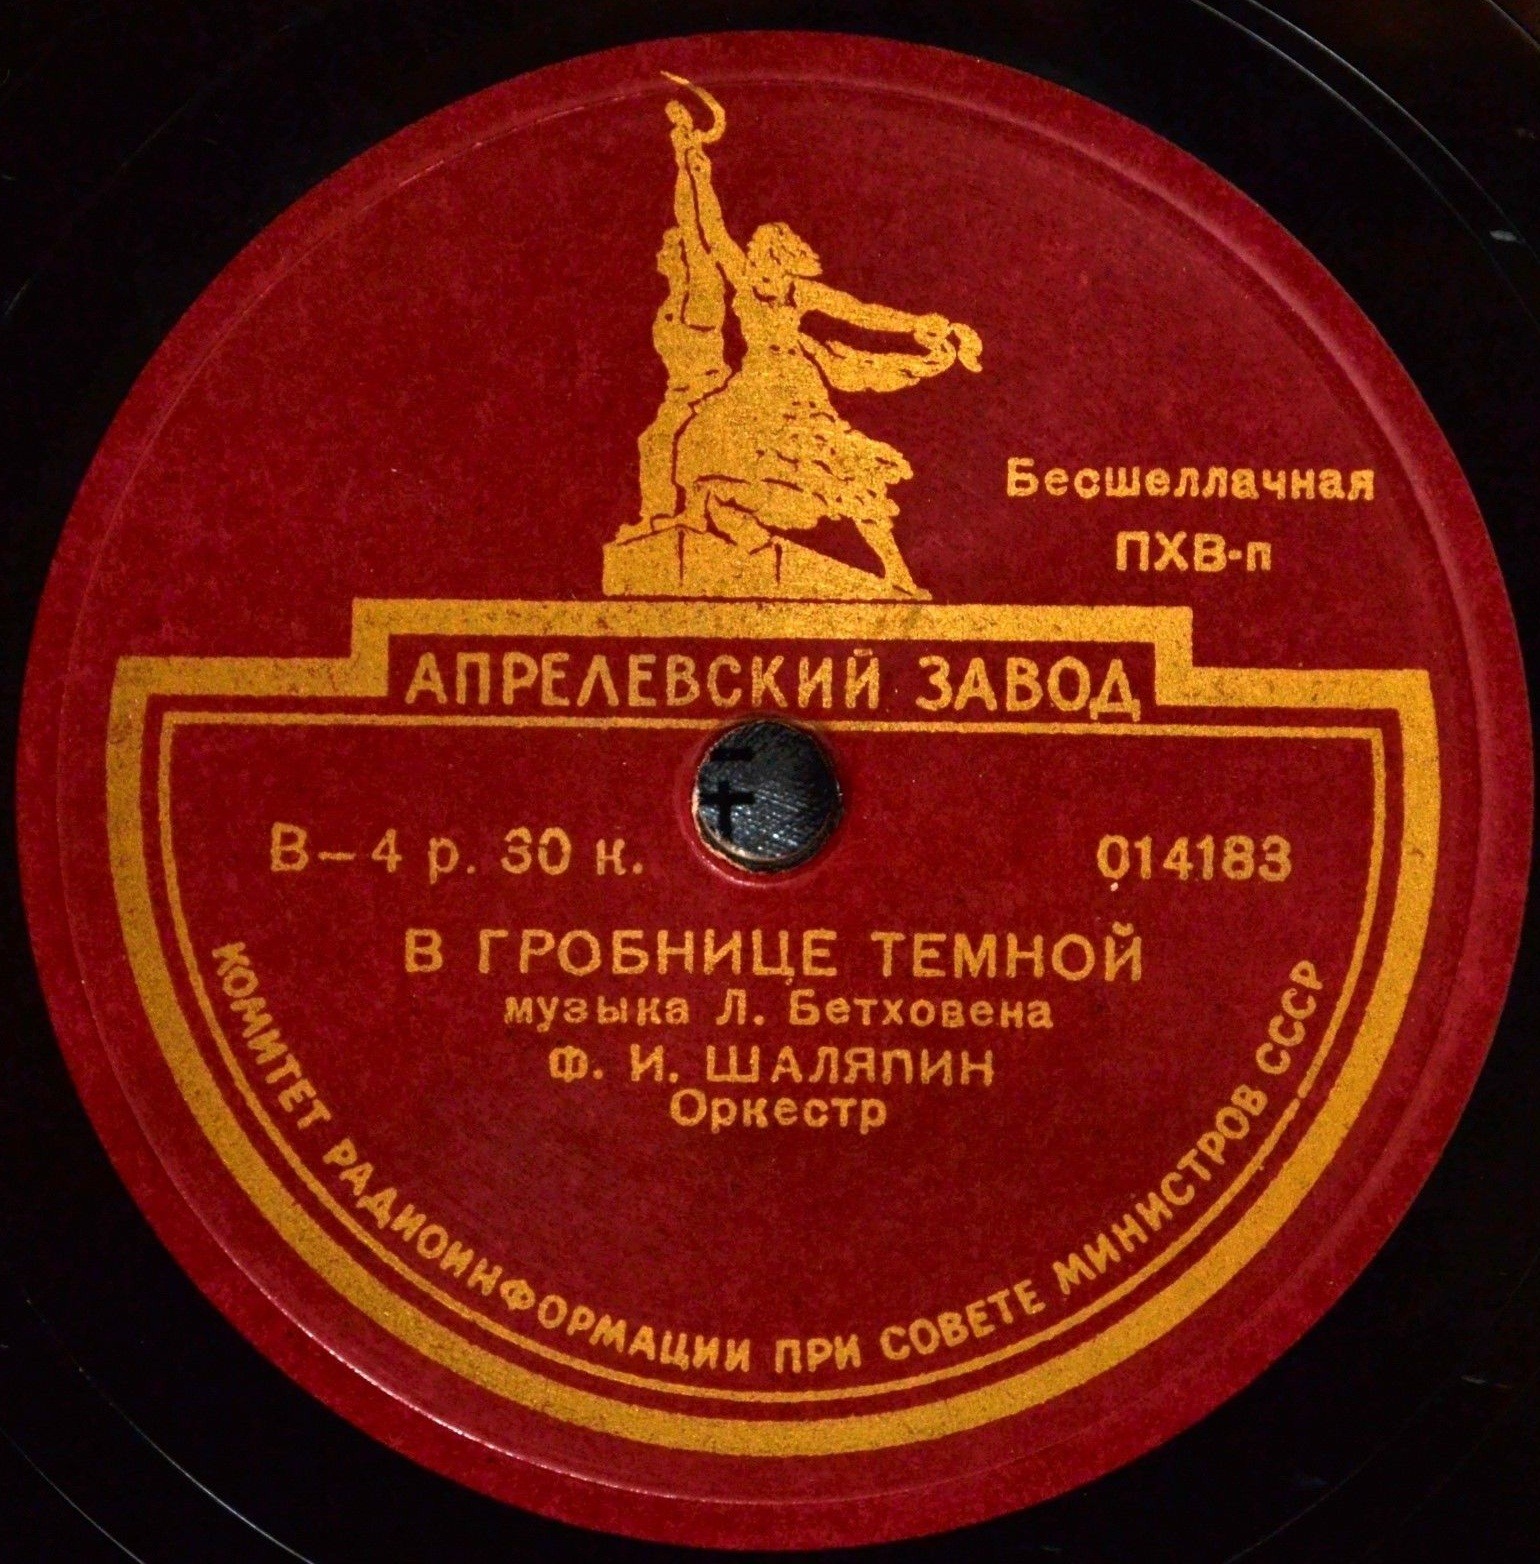 Бесшеллачная
ПХВ-п
АПРЕЛЕВСКИЙ ЗАВОД
В–4 р. 30 к.
014183
В ГРОБНИЦЕ ТЕМНОЙ
музыка Л. Бетховена
Ф. И. ШАЛЯПИН
Оркестр
КОМИТЕТ РАДИОИНФОРМАЦИИ ПРИ СОВЕТЕ МИНИСТРОВ СССР